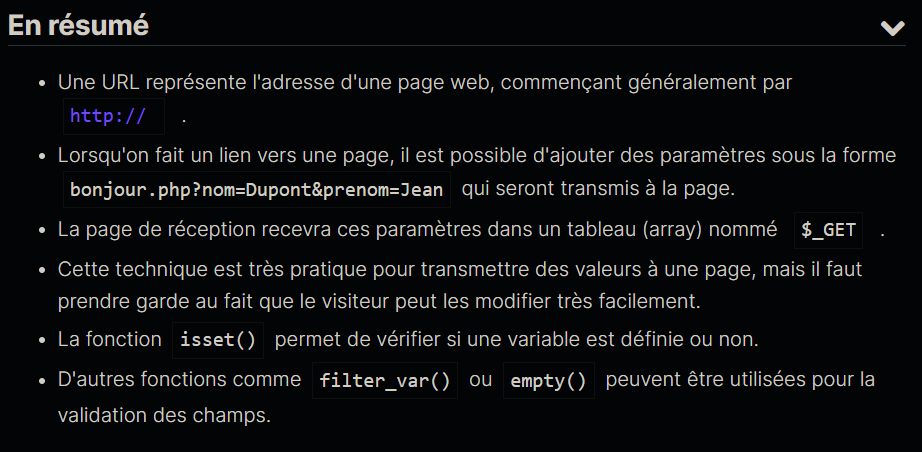 En résumé
• Une URL représente l'adresse d'une page web, commençant généralement par
http:// .
• Lorsqu'on fait un lien vers une page, il est possible d'ajouter des paramètres sous la forme
bonjour.php?nom=Dupont&prenom=Jean qui seront transmis à la page.
• La page de réception recevra ces paramètres dans un tableau (array) nommé $_GET .
• Cette technique est très pratique pour transmettre des valeurs à une page, mais il faut
prendre garde au fait que le visiteur peut les modifier très facilement.
• La fonction isset() permet de vérifier si une variable est définie ou non.
• D'autres fonctions comme filter_var() ou empty() peuvent être utilisées pour la
validation des champs.